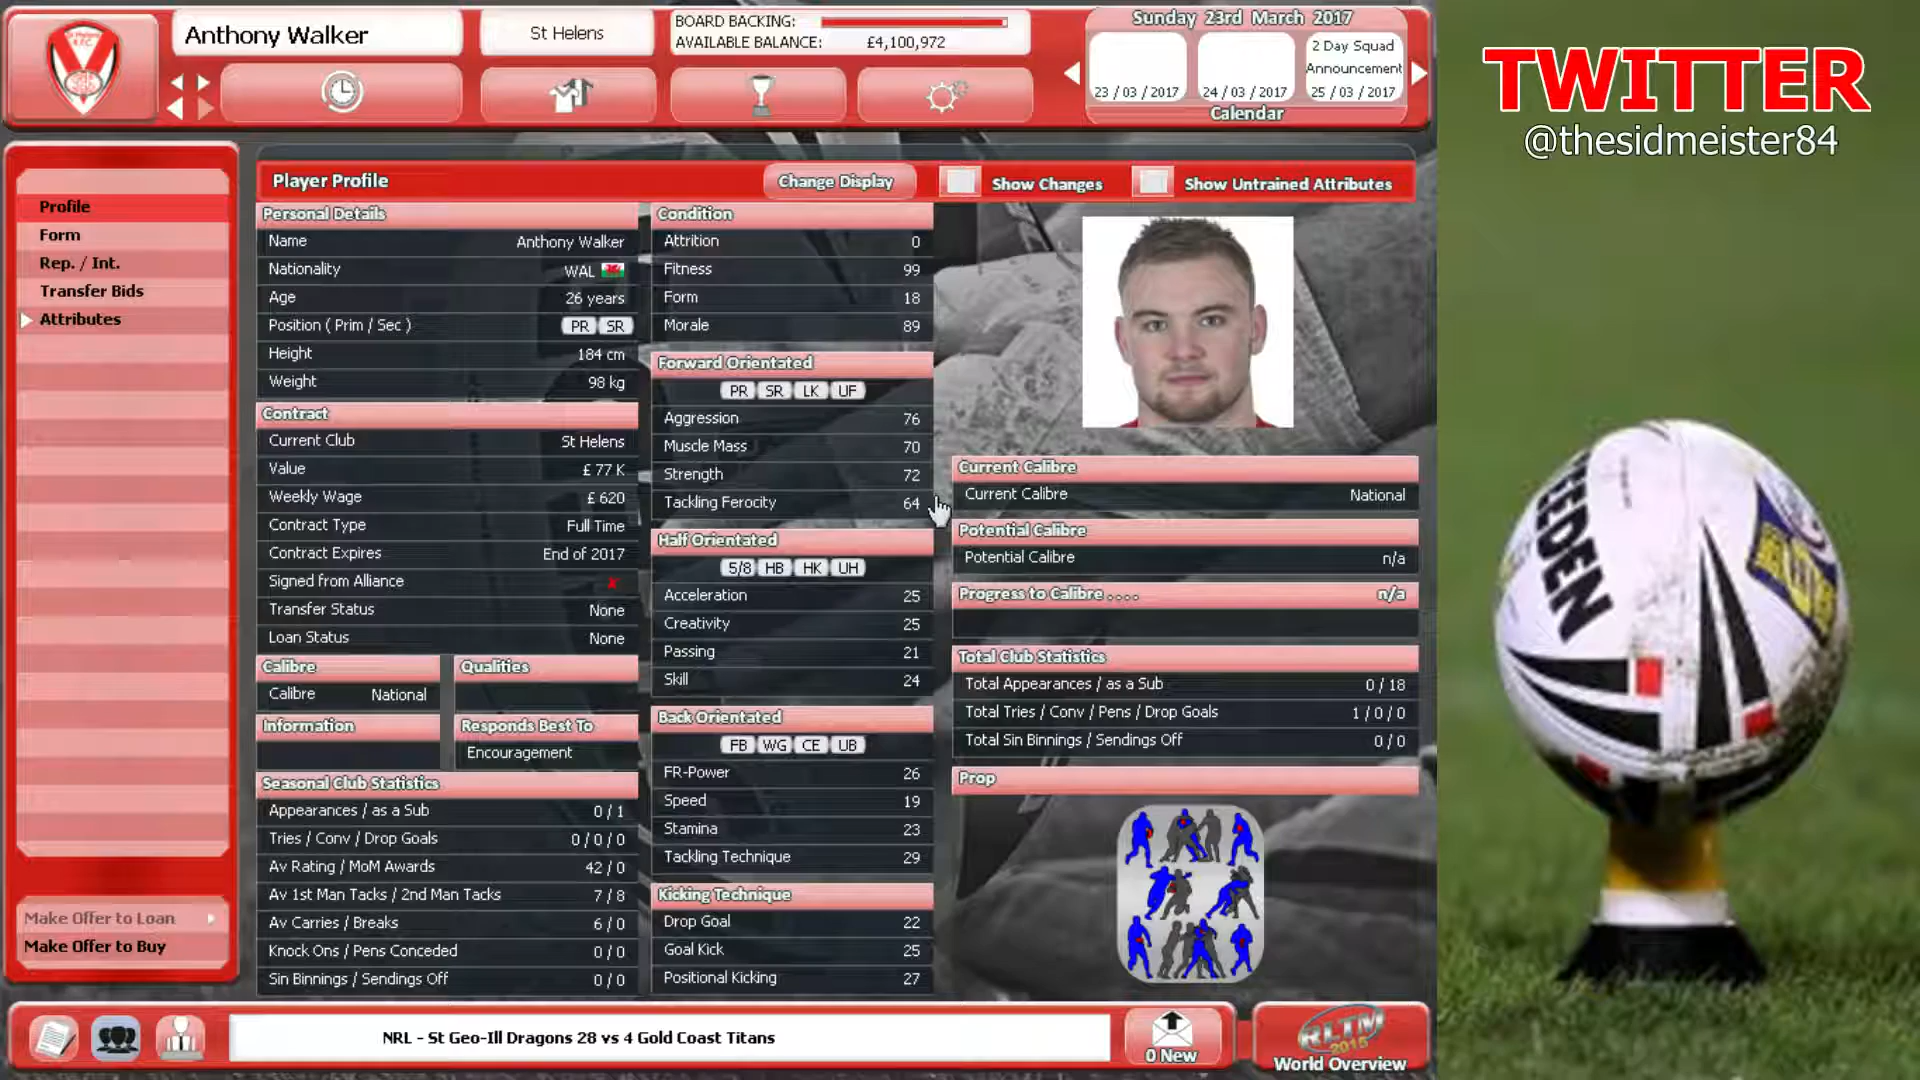 Anthony Walker
St Helens
BOARD BACKING:
AVAILABLE BALANCE: £4,100,972
Sunday 23rd March 2017
23 / 03 / 2017
24 / 03 / 2017
2 Day Squad
Announcement
25 / 03 / 2017
Calendar
TWITTER
@thesidmeister84
Profile
Form
Rep. / Int.
Transfer Bids
Attributes
Make Offer to Loan
Make Offer to Buy
Player Profile
Change Display
Show Changes
Show Untrained Attributes
Personal Details
Name Anthony Walker
Nationality WAL
Age 26 years
Position ( Prim / Sec ) PR SR
Height 184 cm
Weight 98 kg
Contract
Current Club St Helens
Value £ 77 K
Weekly Wage £ 620
Contract Type Full Time
Contract Expires End of 2017
Signed from Alliance
Transfer Status None
Loan Status None
Calibre
Calibre National
Qualities
Information
Responds Best To
Encouragement
Seasonal Club Statistics
Appearances / as a Sub 0 / 1
Tries / Conv / Drop Goals 0 / 0 / 0
Av Rating / MoM Awards 42 / 0
Av 1st Man Tacks / 2nd Man Tacks 7 / 8
Av Carries / Breaks 6 / 0
Knock Ons / Pens Conceded 0 / 0
Sin Binnings / Sendings Off 0 / 0
Condition
Attrition 0
Fitness 99
Form 18
Morale 89
Forward Orientated
PR SR LK UF
Aggression 76
Muscle Mass 70
Strength 72
Tackling Ferocity 64
Half Orientated
5/8 HB HK UH
Acceleration 25
Creativity 25
Passing 21
Skill 24
Back Orientated
FB WG CE UB
FR-Power 26
Speed 19
Stamina 23
Tackling Technique 29
Kicking Technique
Drop Goal 22
Goal Kick 25
Positional Kicking 27
Current Calibre
Current Calibre National
Potential Calibre
Potential Calibre n/a
Progress to Calibre . . . . n/a
Total Club Statistics
Total Appearances / as a Sub 0 / 18
Total Tries / Conv / Pens / Drop Goals 1 / 0 / 0
Total Sin Binnings / Sendings Off 0 / 0
Prop
NRL - St Geo-Ill Dragons 28 vs 4 Gold Coast Titans
0 New
RLTM
2015
World Overview